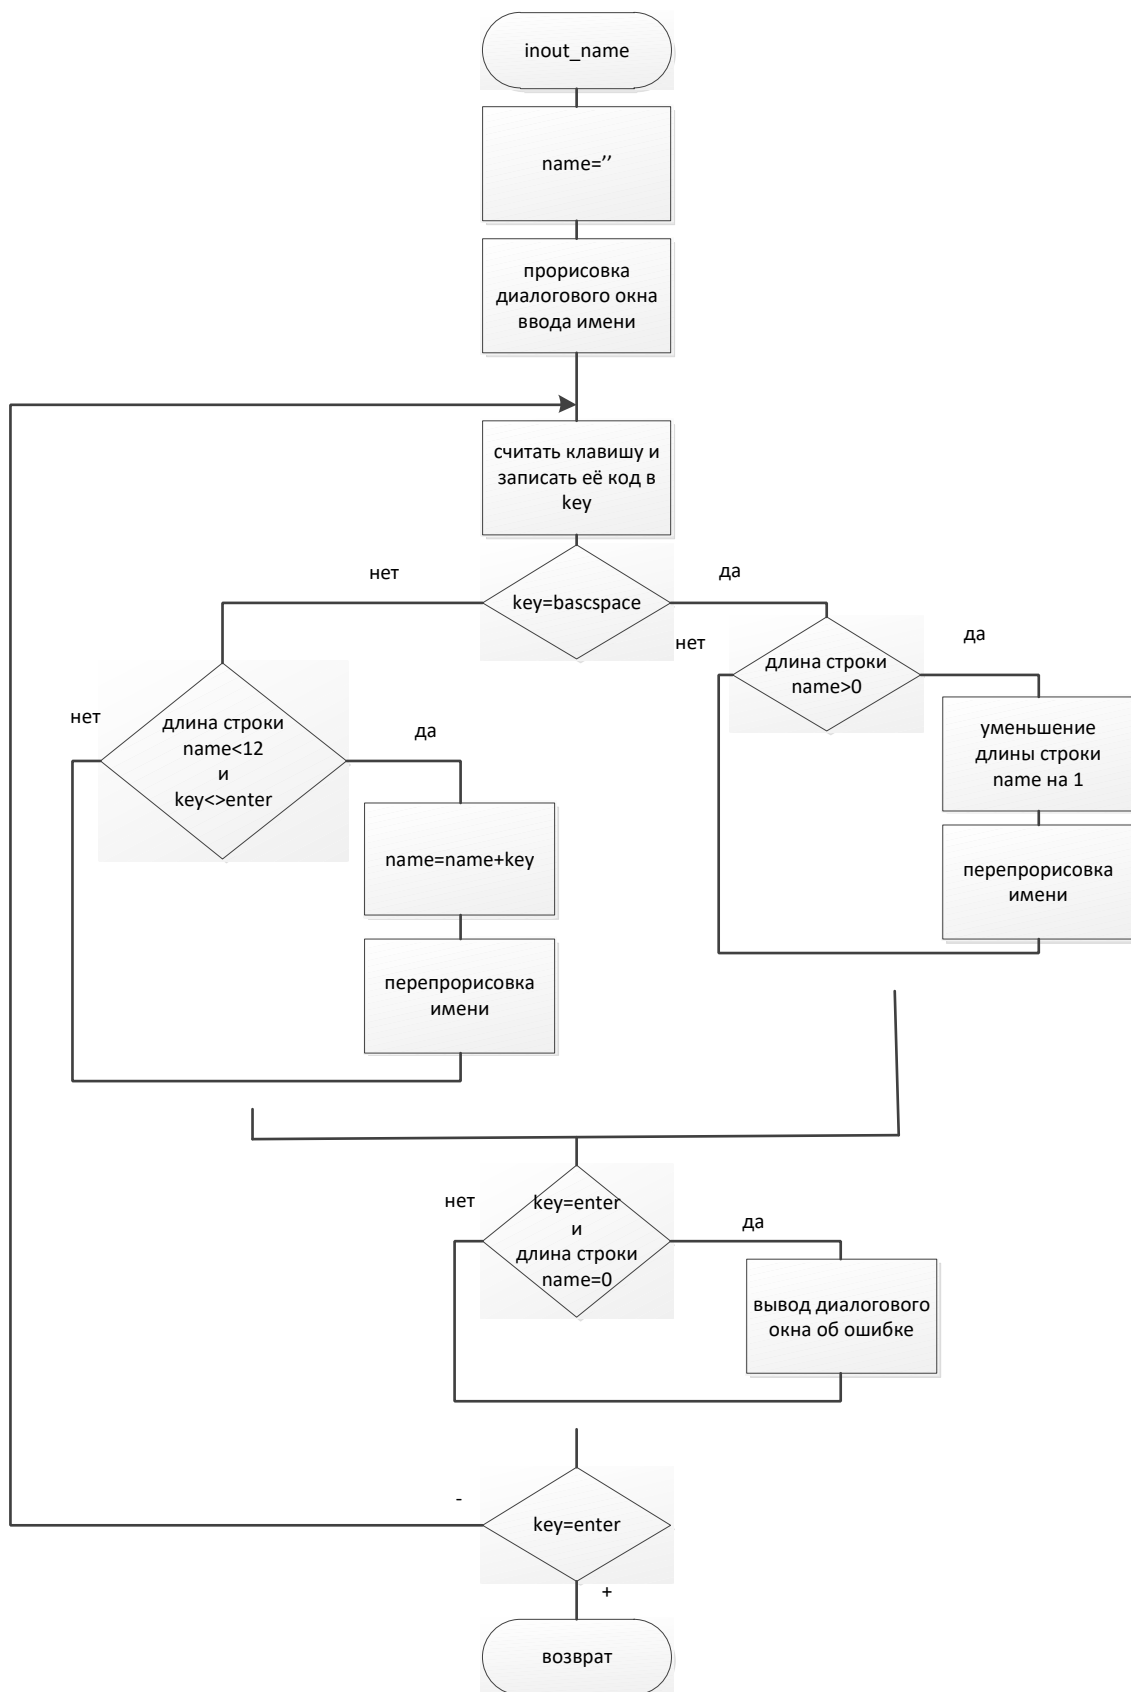 inout_name
name=’’
прорисовка
диалогового окна
ввода имени
считать клавишу и
записать её код в
key
нет
да
key=bascspace
нет
да
длина строки
name>0
нет
да
длина строки
name<12
и
key<>enter
уменьшение
длины строки
name на 1
name=name+key
перепрорисовка
имени
перепрорисовка
имени
нет
да
key=enter
и
длина строки
name=0
вывод диалогового
окна об ошибке
-
key=enter
+
возврат